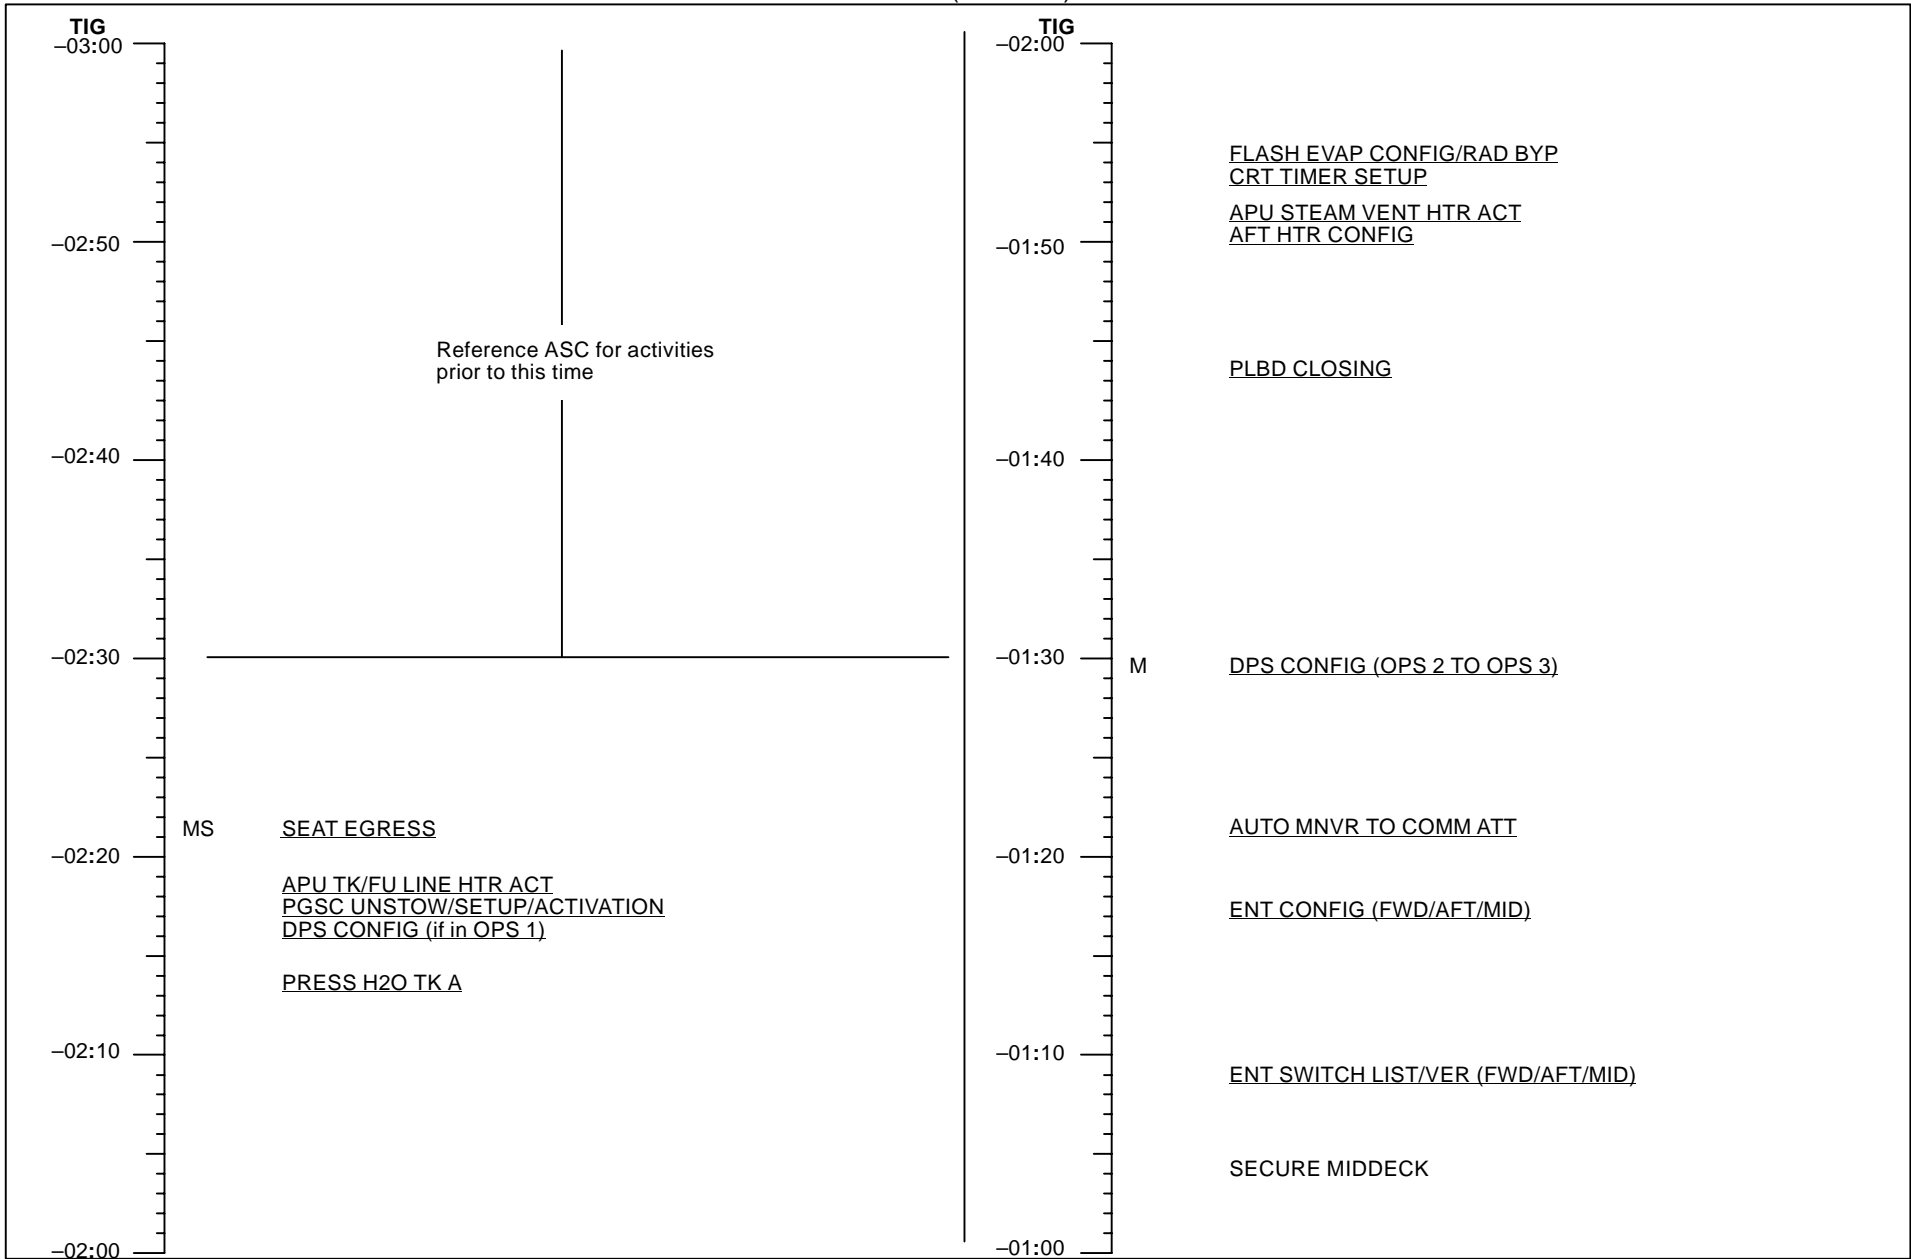 TIG
–03:00
–02:50
Reference ASC for activities
prior to this time
–02:40
–02:30
MS SEAT EGRESS
–02:20
APU TK/FU LINE HTR ACT
PGSC UNSTOW/SETUP/ACTIVATION
DPS CONFIG (if in OPS 1)
PRESS H2O TK A
–02:10
–02:00
TIG
–02:00
FLASH EVAP CONFIG/RAD BYP
CRT TIMER SETUP
APU STEAM VENT HTR ACT
AFT HTR CONFIG
–01:50
PLBD CLOSING
–01:40
–01:30 M DPS CONFIG (OPS 2 TO OPS 3)
AUTO MNVR TO COMM ATT
–01:20
ENT CONFIG (FWD/AFT/MID)
–01:10
ENT SWITCH LIST/VER (FWD/AFT/MID)
SECURE MIDDECK
–01:00